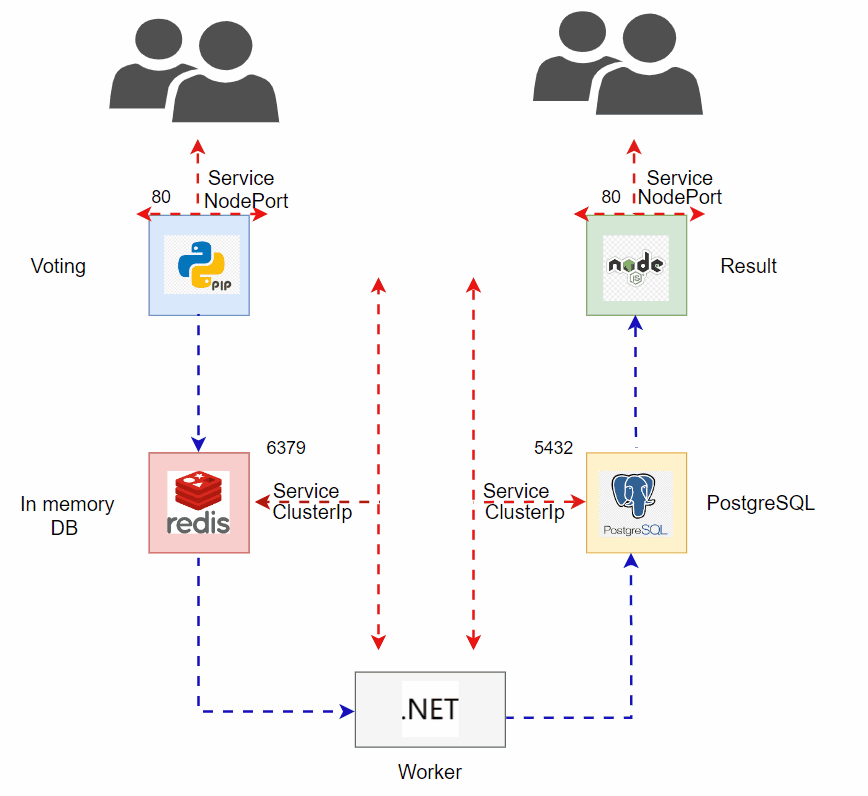 Service
80
NodePort
Service
80
NodePort
Voting
PIP
node
JS
Result
6379
5432
In memory
DB
redis
Service
ClusterIp
Service
ClusterIp
PostgreSQL
PostgreSQL
.NET
Worker